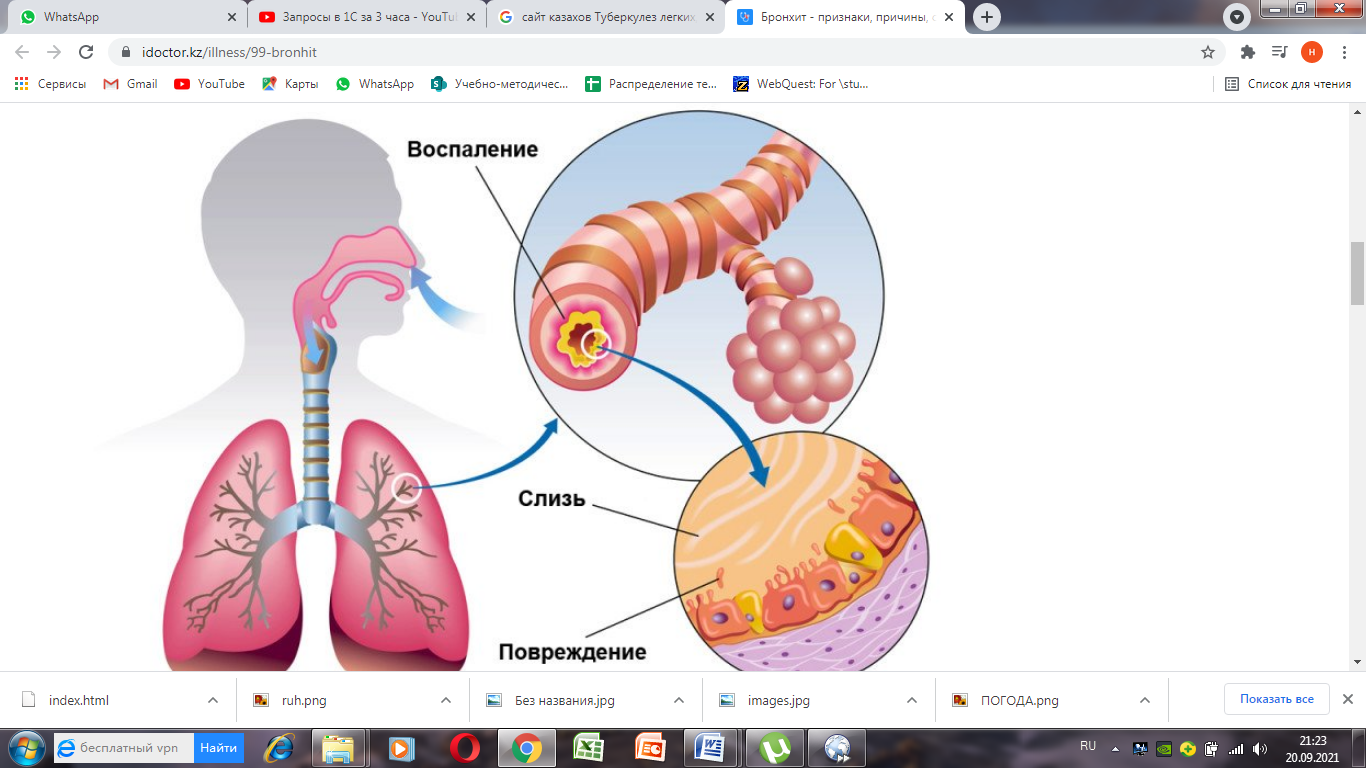 WhatsApp
Запросы в 1С за 3 часа - YouTu
сайт казахов Туберкулез легких
Бронхит - признаки, причины, с
idoctor.kz/illness/99-bronhit
Н
Сервисы
Gmail
YouTube
Карты
WhatsApp
Учебно-методичес...
Распределение те...
WebQuest: For \stu...
Список для чтения
Воспаление
Слизь
Повреждение
index.html
ruh.png
Без названия.jpg
images.jpg
ПОГОДА.png
Показать все
бесплатный vpn
Найти
RU
21:23
20.09.2021